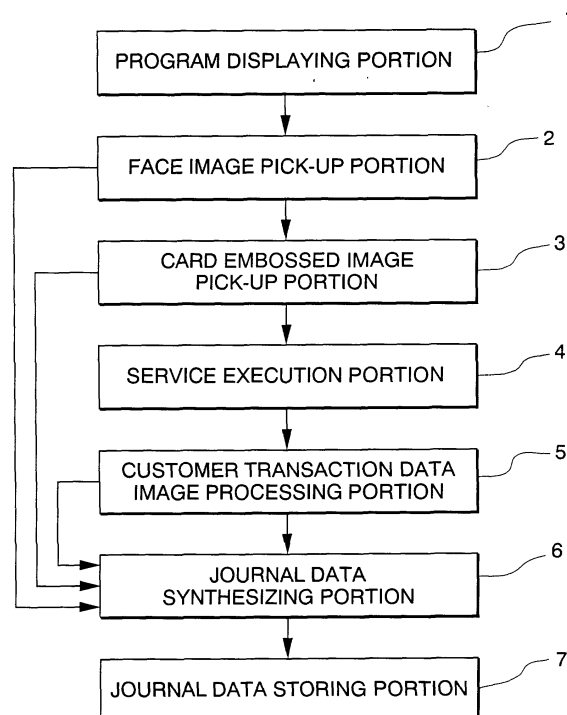 PROGRAM DISPLAYING PORTION
2
FACE IMAGE PICK-UP PORTION
3
CARD EMBOSSED IMAGE
PICK-UP PORTION
4
SERVICE EXECUTION PORTION
5
CUSTOMER TRANSACTION DATA
IMAGE PROCESSING PORTION
6
JOURNAL DATA
SYNTHESIZING PORTION
7
JOURNAL DATA STORING PORTION